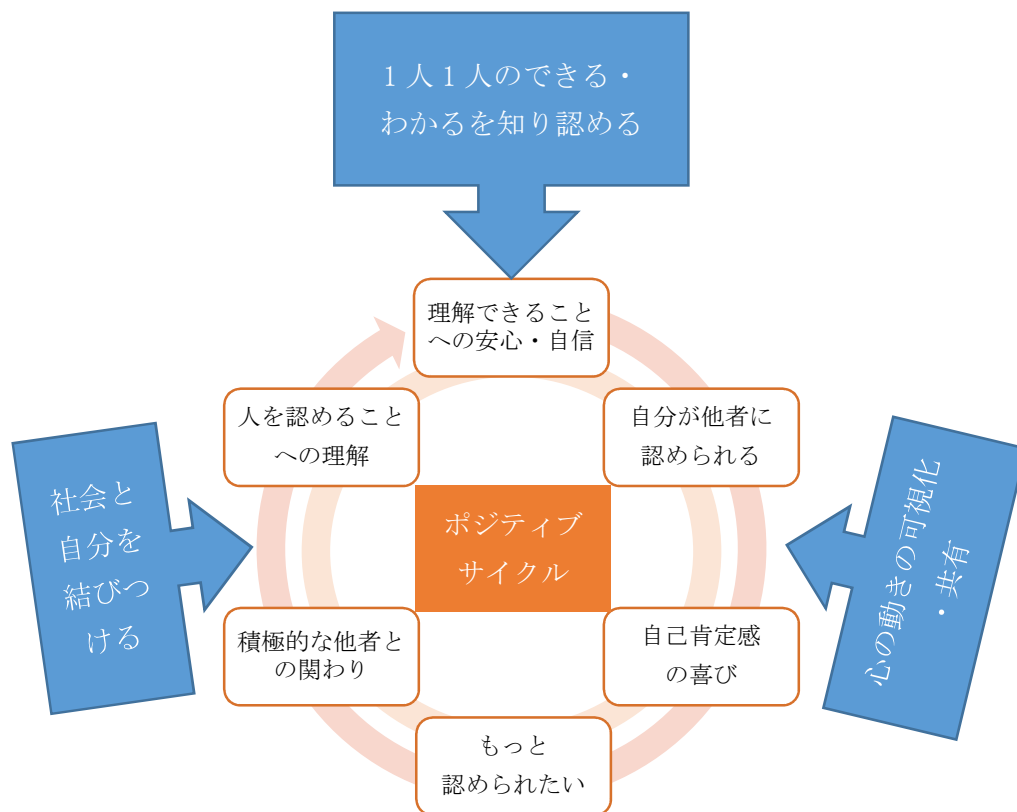 １人１人のできる・
わかるを知り認める
理解できること
への安心・自信
人を認めること
への理解
自分が他者に
認められる
社会と
自分を
結びつ
ける
ポジティブ
サイクル
心の動きの可視化
・共有
積極的な他者と
の関わり
自己肯定感
の喜び
もっと
認められたい